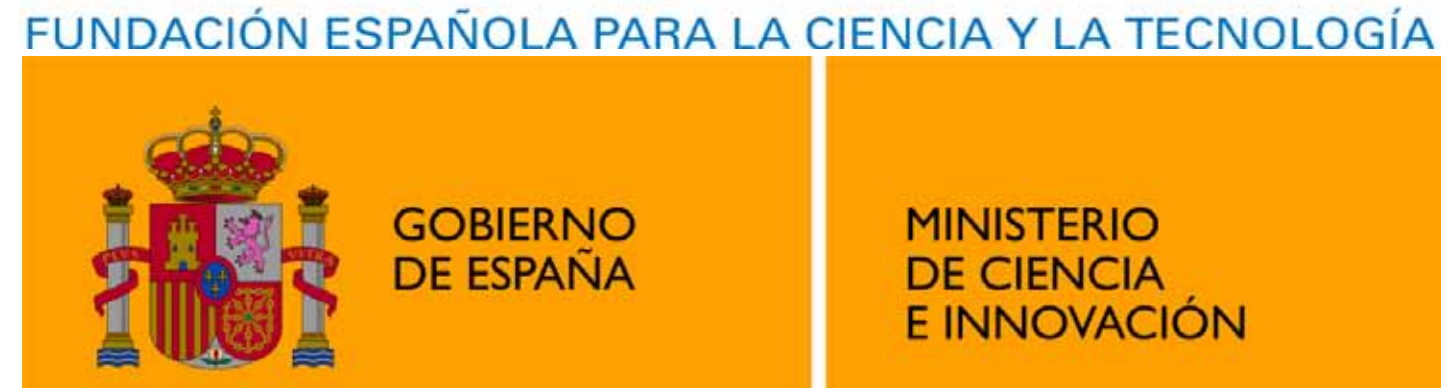 FUNDACIÓN ESPAÑOLA PARA LA CIENCIA Y LA TECNOLOGÍA
GOBIERNO
DE ESPAÑA
MINISTERIO
DE CIENCIA
E INNOVACIÓN